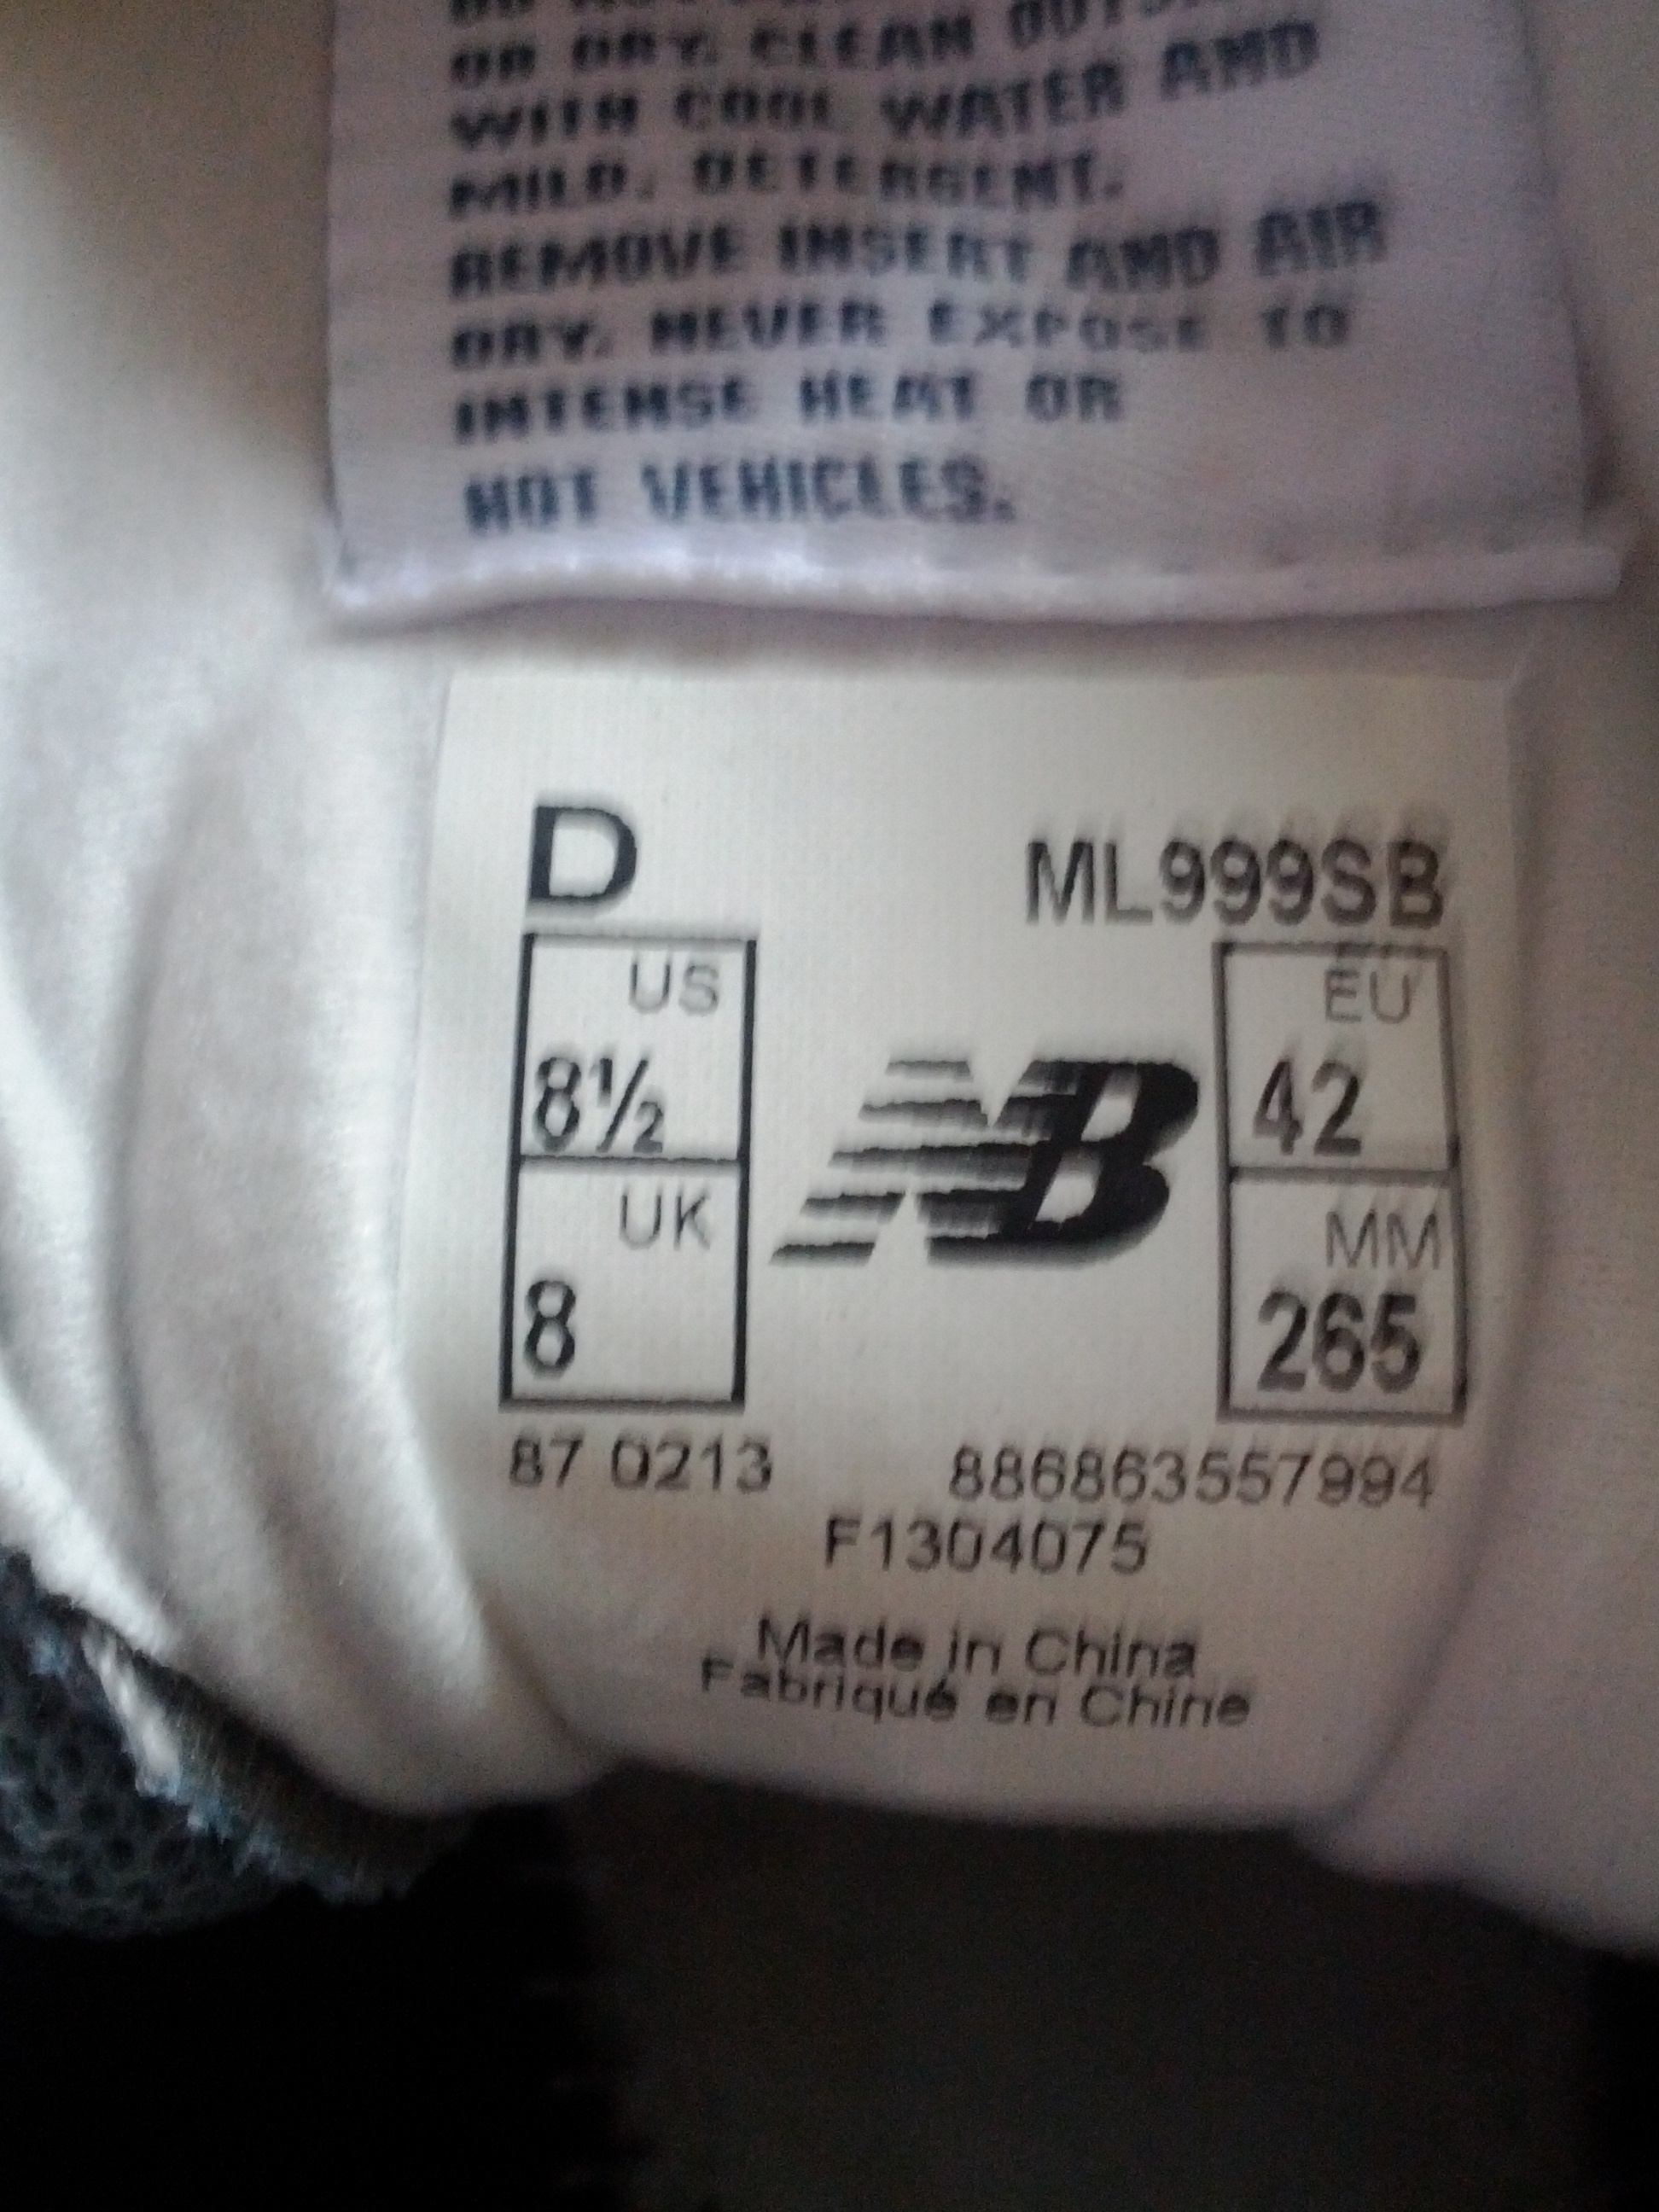 OR DRY. CLEAN
WITH COOL WATER AND
MILD. DETERGENT.
REMOVE INSERT AND AIR
DRY. NEVER EXPOSE TO
INTENSE HEAT OR
HOT VEHICLES.
D ML999SB
US EU
8½ 42
NB
UK MM
8 265
87 0213 886863557994
F1304075
Made in China
Fabriqué en Chine